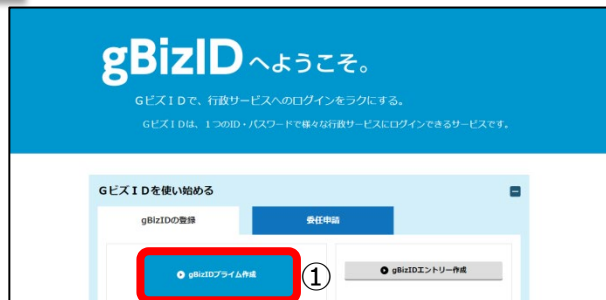 gBizIDへようこそ。
GビズIDで、行政サービスへのログインをラクにする。
GビズIDは、1つのID・パスワードで様々な行政サービスにログインできるサービスです。
GビズIDを使い始める
gBizIDの登録 委任申請
gBizIDプライム作成 ① gBizIDエントリー作成